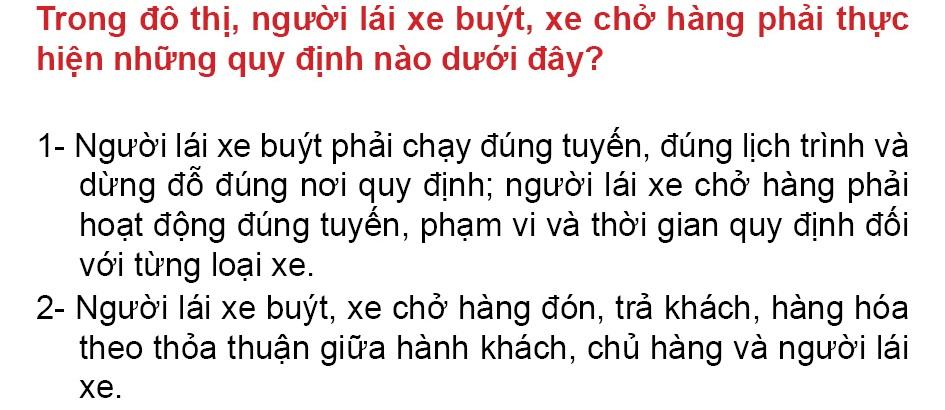 Trong đô thị, người lái xe buýt, xe chở hàng phải thực
hiện những quy định nào dưới đây?
1- Người lái xe buýt phải chạy đúng tuyến, đúng lịch trình và
dừng đỗ đúng nơi quy định; người lái xe chở hàng phải
hoạt động đúng tuyến, phạm vi và thời gian quy định đối
với từng loại xe.
2- Người lái xe buýt, xe chở hàng đón, trả khách, hàng hóa
theo thỏa thuận giữa hành khách, chủ hàng và người lái
xe.